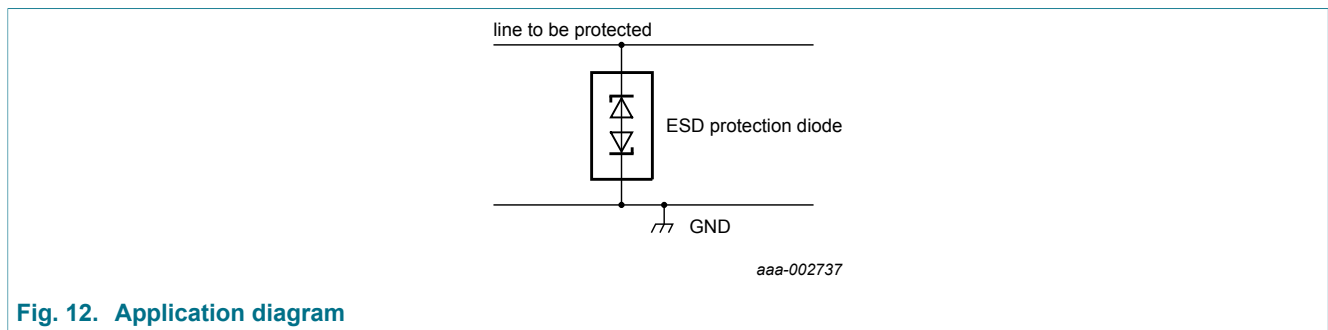 line to be protected
ESD protection diode
GND
aaa-002737
Fig. 12. Application diagram